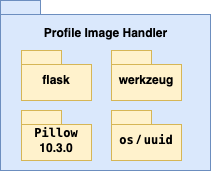 Profile Image Handler
flask
werkzeug
Pillow
10.3.0
os / uuid